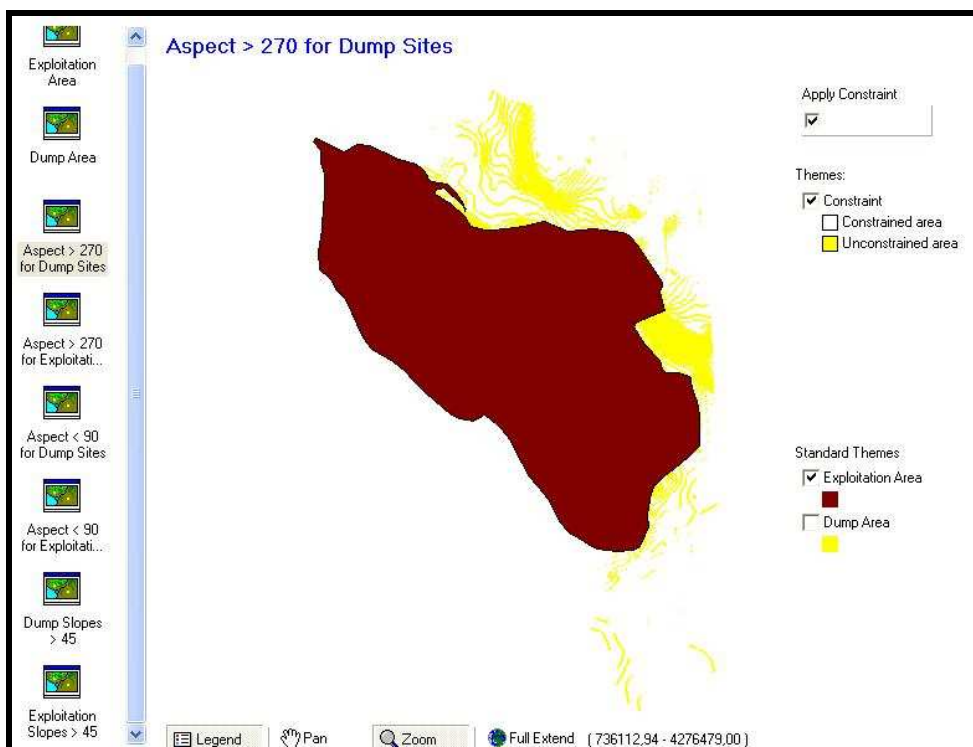 Exploitation
Area
Dump Area
Aspect > 270
for Dump Sites
Aspect > 270
for Exploitati...
Aspect < 90
for Dump Sites
Aspect < 90
for Exploitati...
Dump Slopes
> 45
Exploitation
Slopes > 45
Aspect > 270 for Dump Sites
Apply Constraint
Themes:
Constraint
Constrained area
Unconstrained area
Standard Themes
Exploitation Area
Dump Area
Legend Pan Zoom Full Extend ( 736112,94 - 4276479,00 )